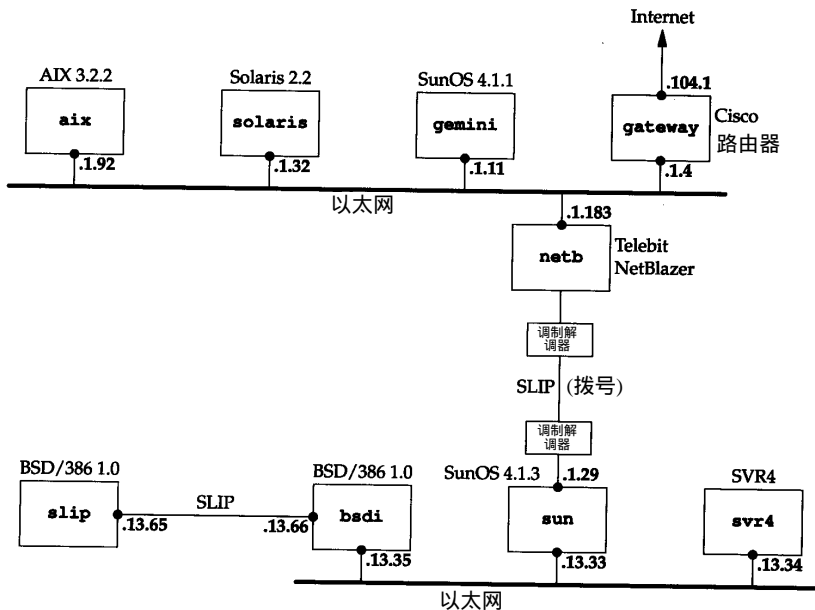 Internet
AIX 3.2.2
Solaris 2.2
SunOS 4.1.1
.104.1
aix
solaris
gemini
gateway
Cisco
路由器
.1.92
.1.32
.1.11
.1.4
以太网
.1.183
netb
Telebit
NetBlazer
调制解
调器
SLIP (拨号)
调制解
调器
BSD/386 1.0
BSD/386 1.0
SunOS 4.1.3
.1.29
SVR4
slip
SLIP
bsdi
sun
svr4
.13.65
.13.66
.13.35
.13.33
.13.34
以太网